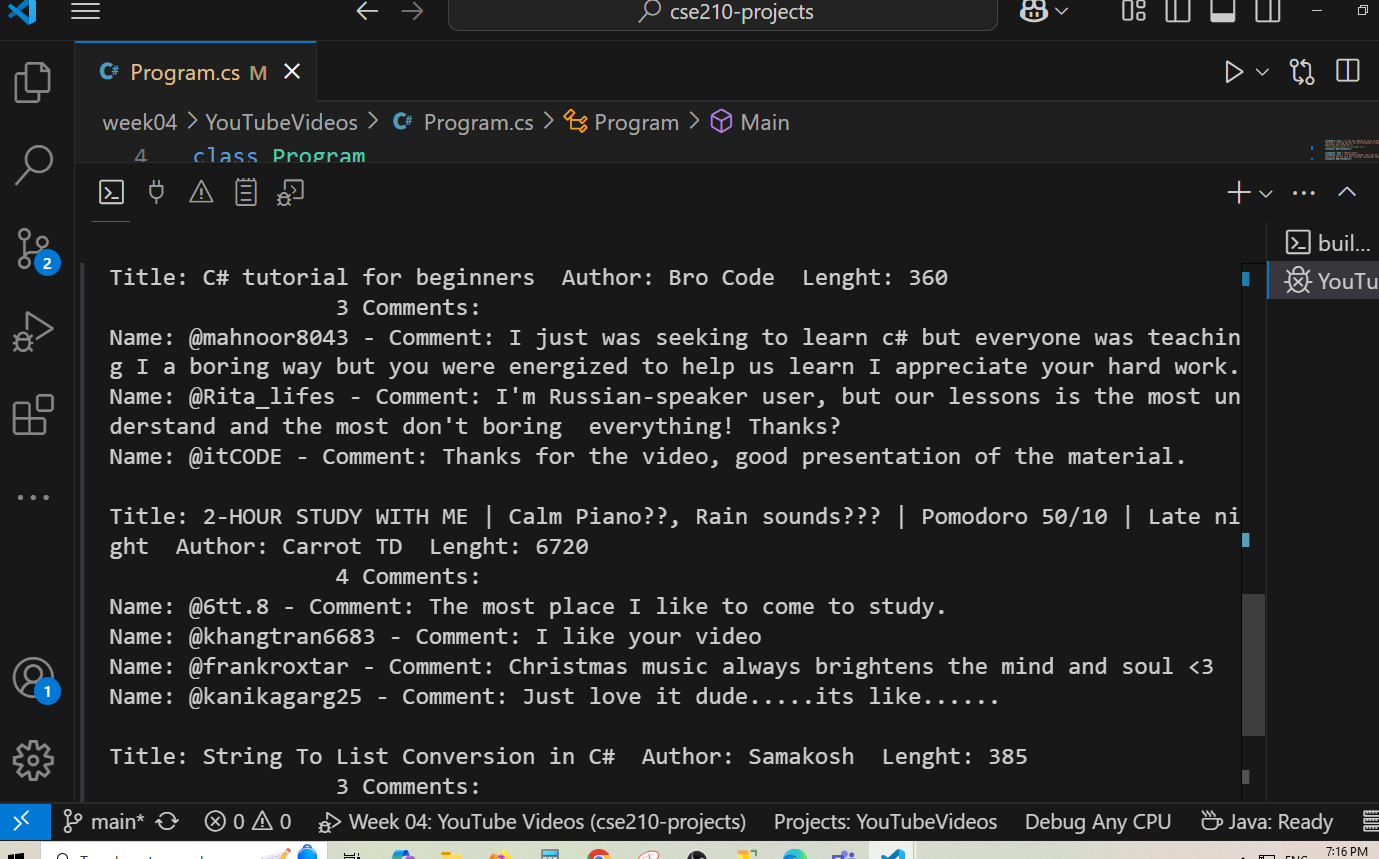 cse210-projects
Program.cs M
week04 > YouTubeVideos > Program.cs > Program > Main
4 class Program
buil...
YouTu
2
Title: C# tutorial for beginners  Author: Bro Code  Lenght: 360
3 Comments:
Name: @mahnoor8043 - Comment: I just was seeking to learn c# but everyone was teachin
g I a boring way but you were energized to help us learn I appreciate your hard work.
Name: @Rita_lifes - Comment: I'm Russian-speaker user, but our lessons is the most un
derstand and the most don't boring  everything! Thanks?
Name: @itCODE - Comment: Thanks for the video, good presentation of the material.
Title: 2-HOUR STUDY WITH ME | Calm Piano??, Rain sounds??? | Pomodoro 50/10 | Late ni
ght  Author: Carrot TD  Lenght: 6720
4 Comments:
Name: @6tt.8 - Comment: The most place I like to come to study.
Name: @khangtran6683 - Comment: I like your video
Name: @frankroxtar - Comment: Christmas music always brightens the mind and soul <3
Name: @kanikagarg25 - Comment: Just love it dude.....its like......
1
Title: String To List Conversion in C#  Author: Samakosh  Lenght: 385
3 Comments:
main* 0 0 Week 04: YouTube Videos (cse210-projects) Projects: YouTubeVideos Debug Any CPU Java: Ready
7:16 PM